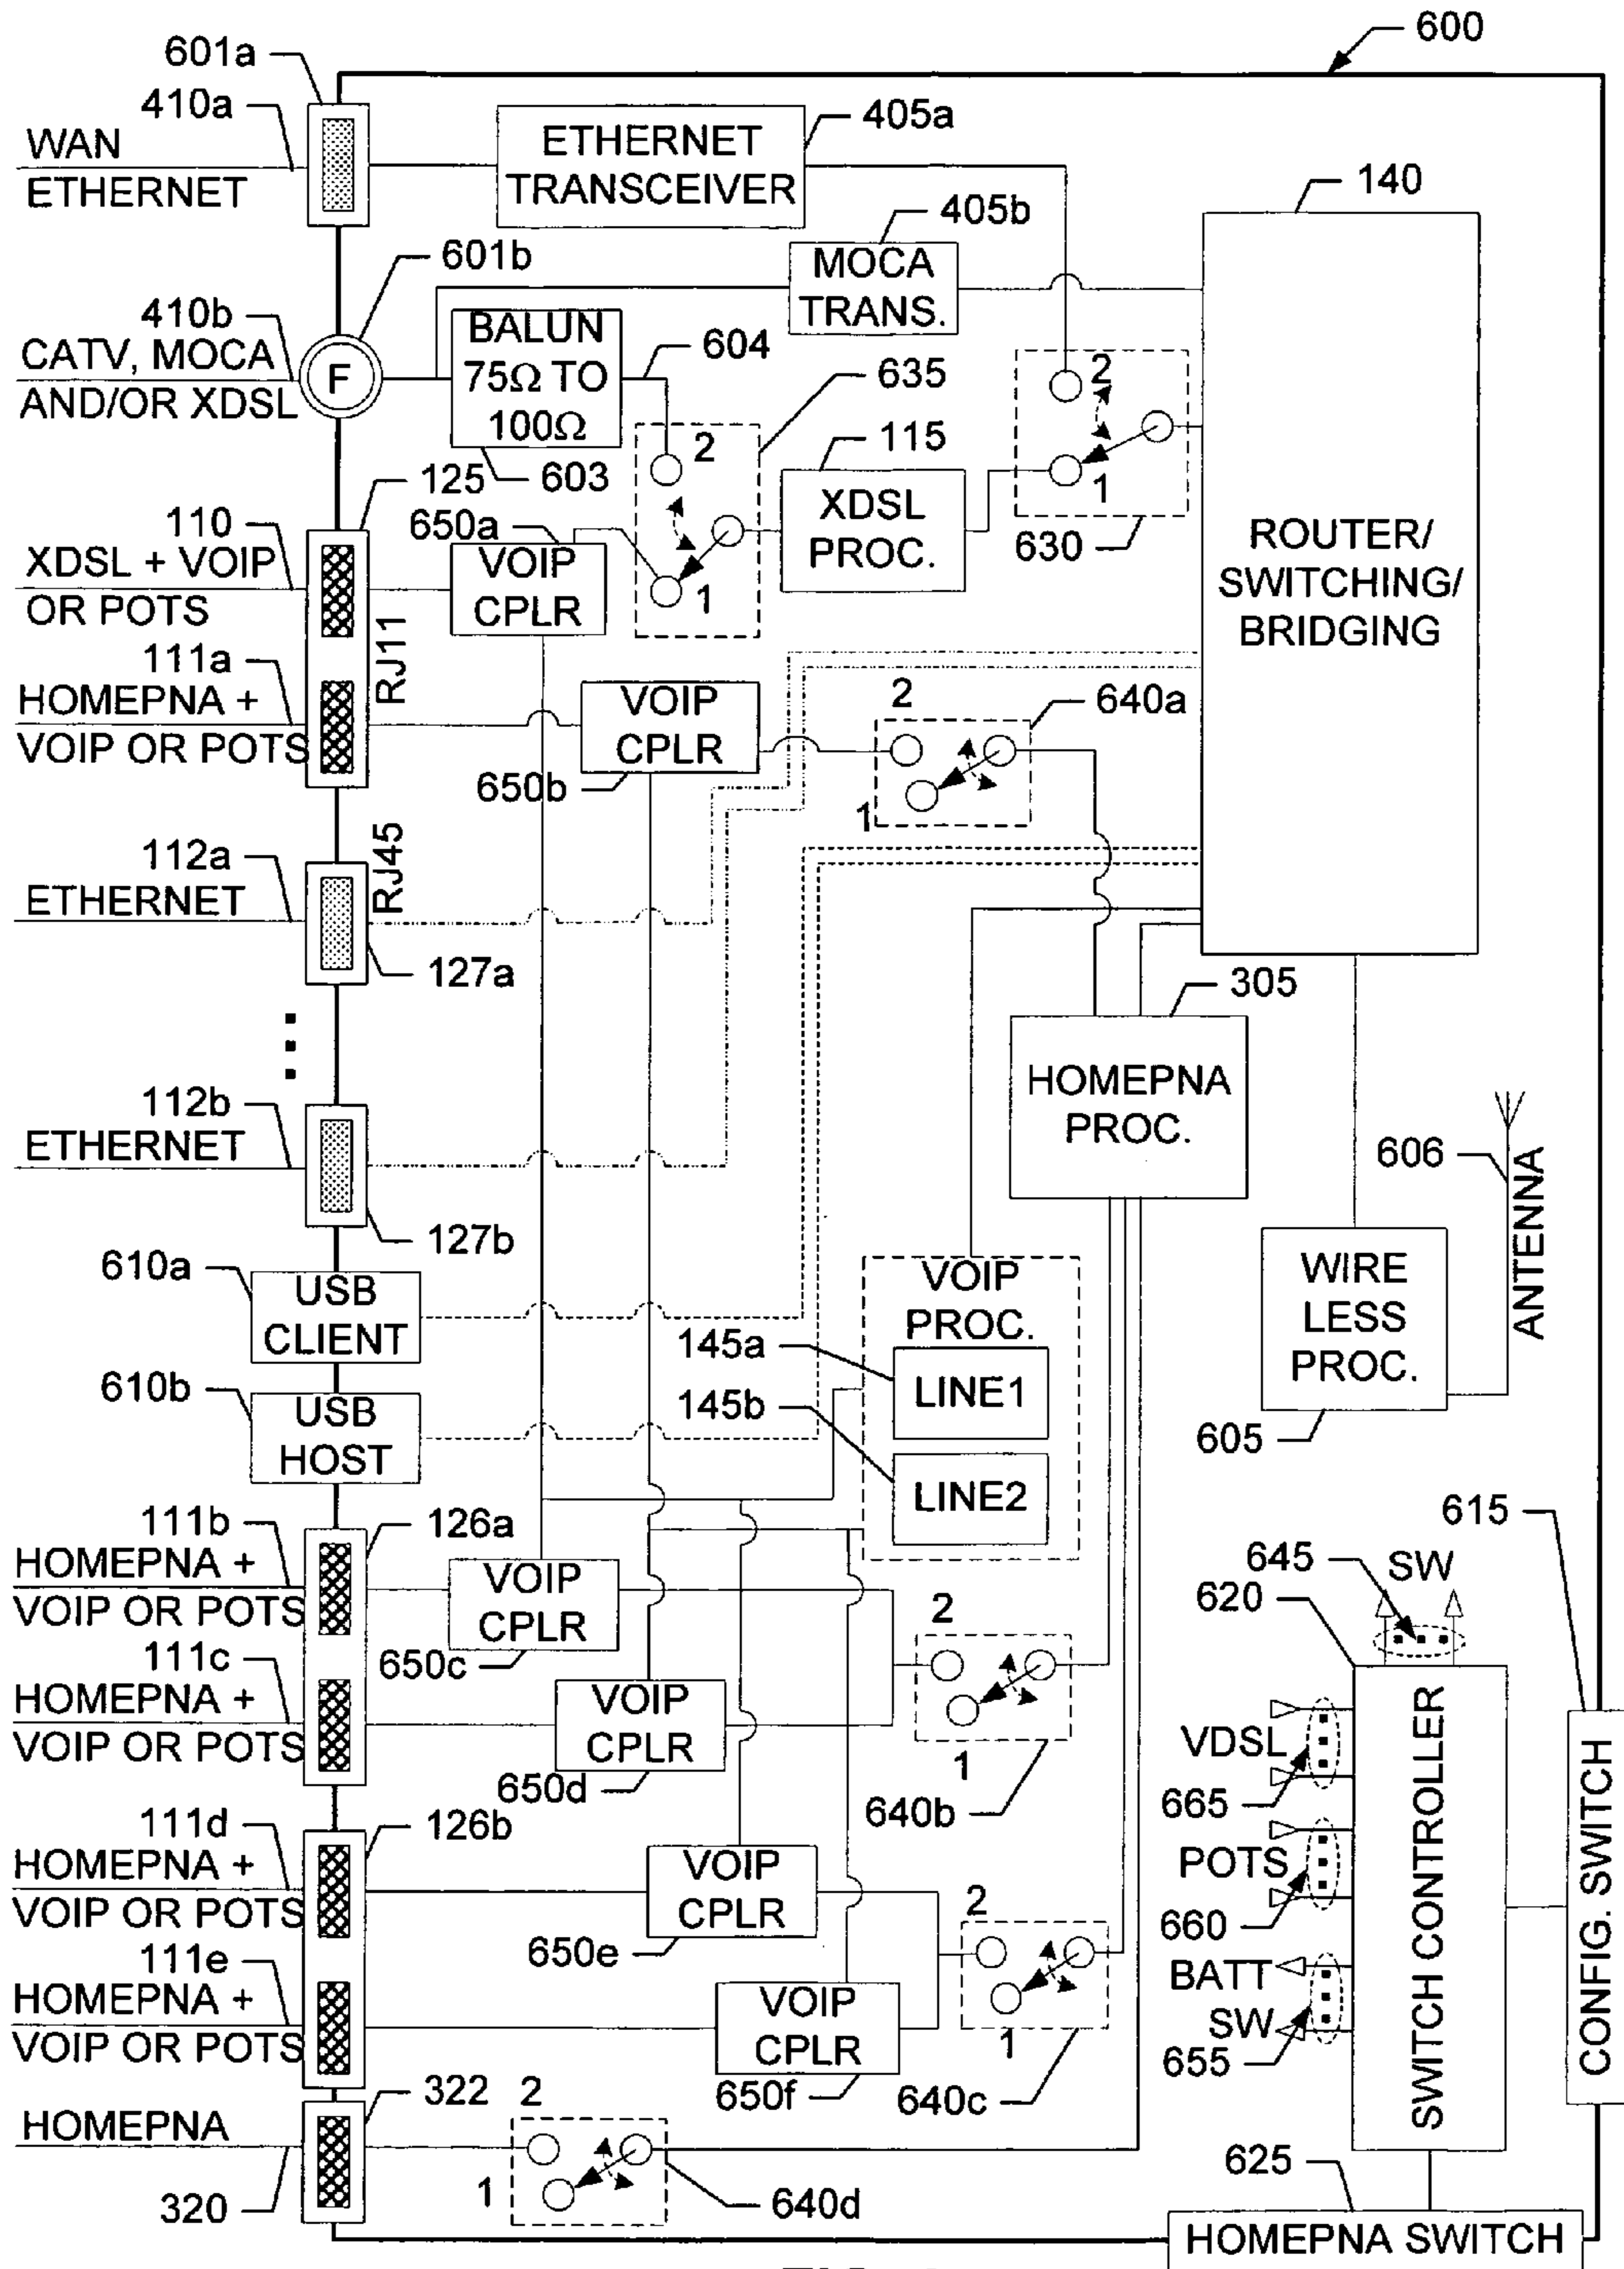 600
601a
410a
WAN
ETHERNET
ETHERNET
TRANSCEIVER
405a
140
405b
MOCA
TRANS.
601b
410b
CATV, MOCA
AND/OR XDSL
F
BALUN
75Ω TO
100Ω
604
635
603
2
1
2
1
630
115
XDSL
PROC.
ROUTER/
SWITCHING/
BRIDGING
125
110
XDSL + VOIP
OR POTS
650a
VOIP
CPLR
RJ11
111a
HOMEPNA +
VOIP OR POTS
VOIP
CPLR
650b
2
1
640a
RJ45
112a
ETHERNET
127a
305
HOMEPNA
PROC.
112b
ETHERNET
127b
606
ANTENNA
WIRE
LESS
PROC.
605
610a
USB
CLIENT
610b
USB
HOST
VOIP
PROC.
145a
LINE1
145b
LINE2
111b
HOMEPNA +
VOIP OR POTS
126a
VOIP
CPLR
650c
111c
HOMEPNA +
VOIP OR POTS
VOIP
CPLR
650d
2
1
640b
111d
HOMEPNA +
VOIP OR POTS
126b
VOIP
CPLR
650e
111e
HOMEPNA +
VOIP OR POTS
VOIP
CPLR
650f
2
1
640c
HOMEPNA
322
320
2
1
640d
615
645
SW
620
VDSL
665
POTS
660
BATT
SW
655
SWITCH CONTROLLER
CONFIG. SWITCH
625
HOMEPNA SWITCH